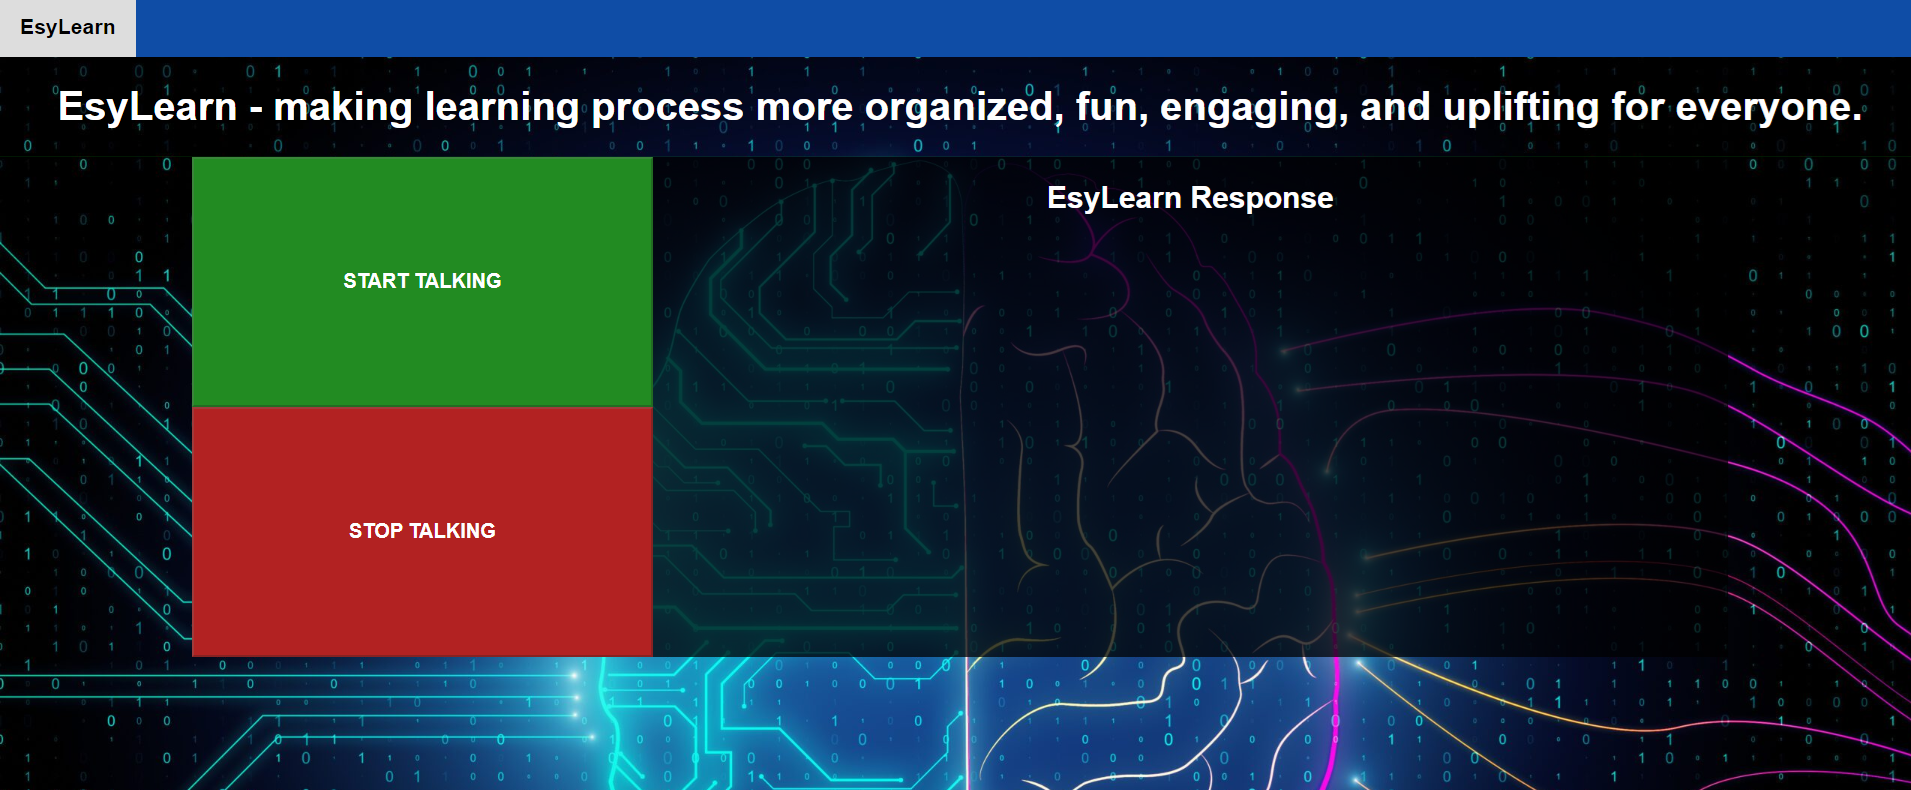 EsyLearn
EsyLearn - making learning process more organized, fun, engaging, and uplifting for everyone.
START TALKING
EsyLearn Response
STOP TALKING